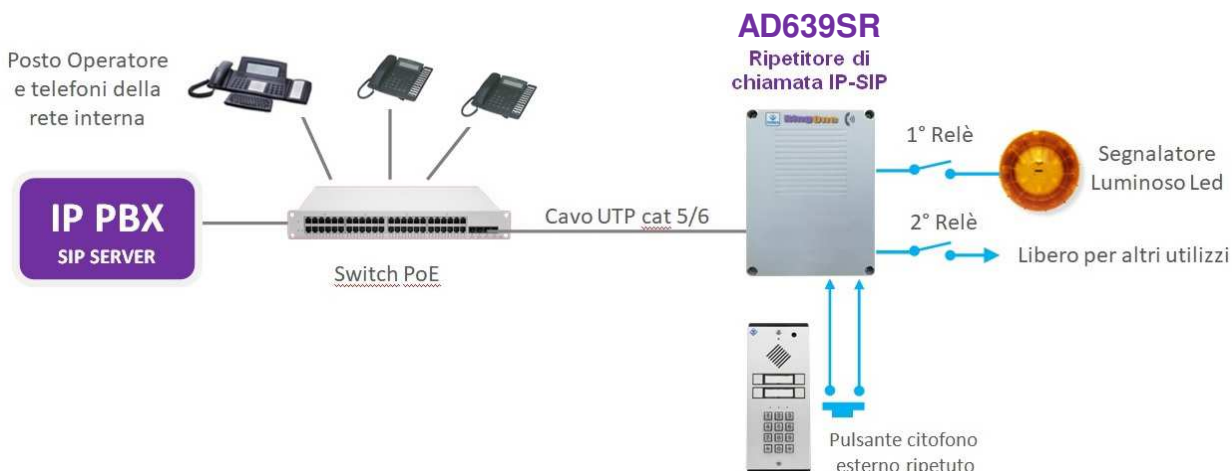 AD639SR
Ripetitore di
chiamata IP-SIP
Posto Operatore
e telefoni della
rete interna
RingOne
1° Relè
Segnalatore
Luminoso Led
IP PBX
SIP SERVER
Cavo UTP cat 5/6
2° Relè
Libero per altri utilizzi
Switch PoE
Pulsante citofono
esterno ripetuto